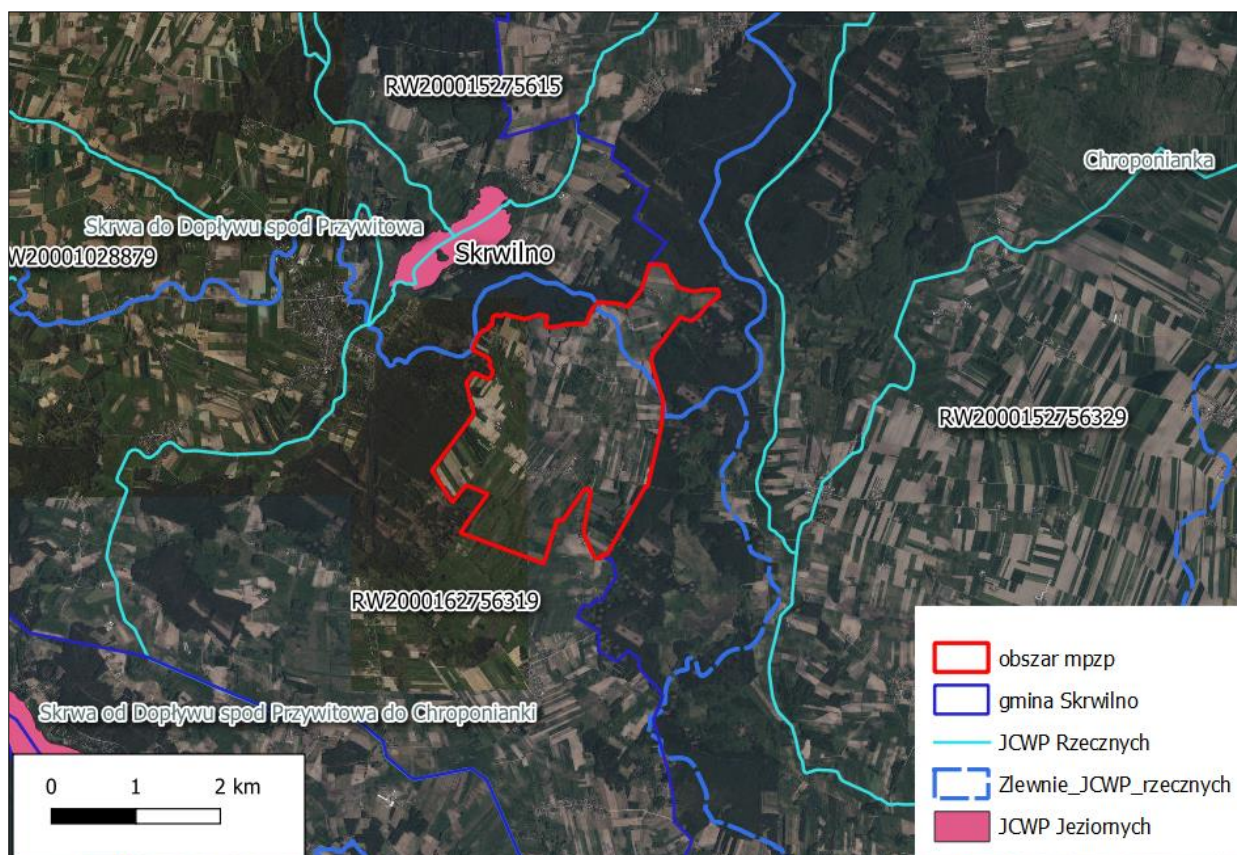 RW200015275615
Chroponianka
Skrwa do Dopływu spod Przywitowa
W20001028879
Skrwilno
RW2000152756329
RW2000162756319
Skrwa od Dopływu spod Przywitowa do Chroponianki
0 1 2 km
obszar mpzp
gmina Skrwilno
JCWP Rzecznych
Zlewnie_JCWP_rzecznych
JCWP Jeziornych